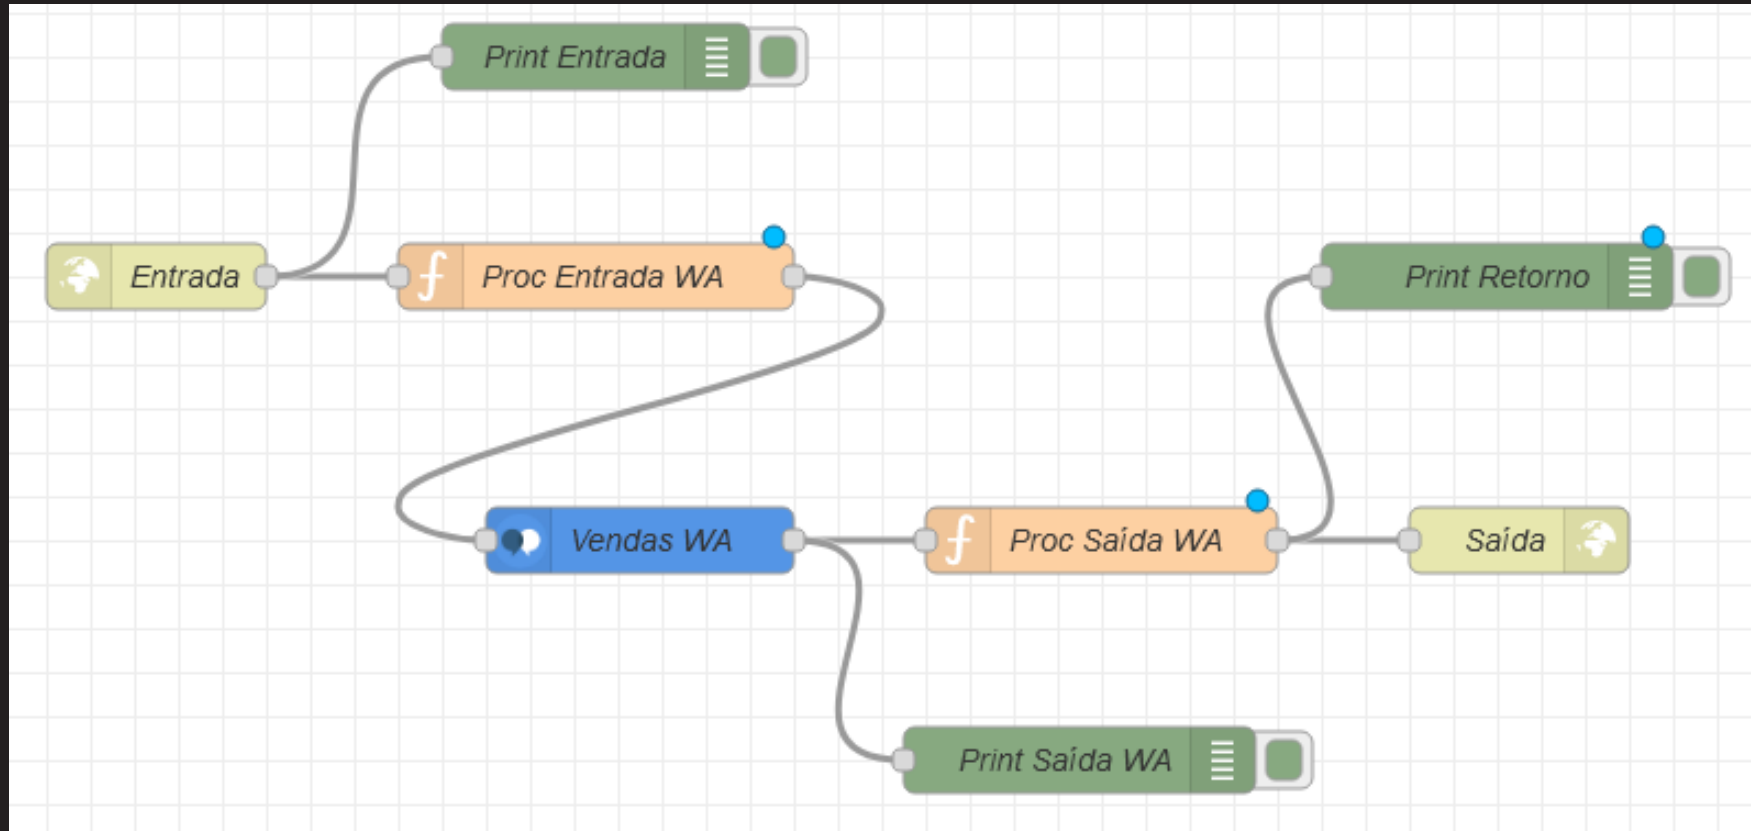 Print Entrada
Entrada
Proc Entrada WA
Print Retorno
Vendas WA
Proc Saída WA
Saída
Print Saída WA